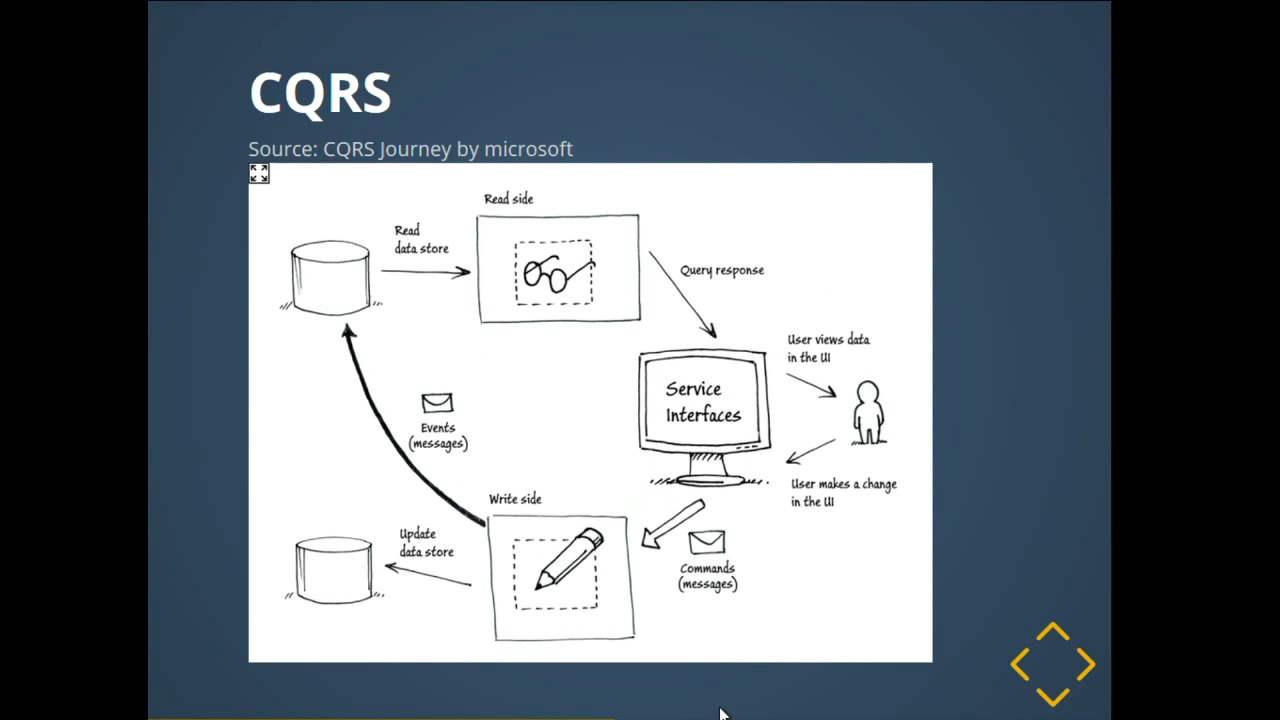 CQRS
Source: CQRS Journey by microsoft
Read side
Read
data store
Query response
User views data
in the UI
Service
Interfaces
Events
(messages)
User makes a change
in the UI
Write side
Update
data store
Commands
(messages)